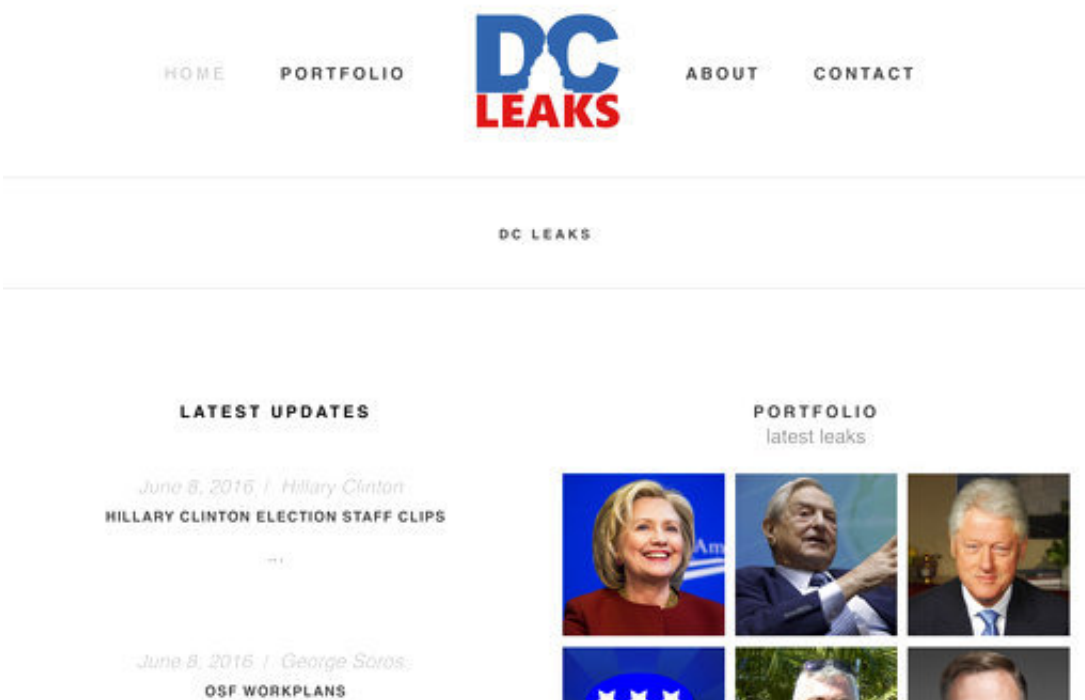 HOME
PORTFOLIO
DC
LEAKS
ABOUT
CONTACT
DC LEAKS
LATEST UPDATES
June 8, 2016 / Hillary Clinton
HILLARY CLINTON ELECTION STAFF CLIPS
...
June 8, 2016 / George Soros
OSF WORKPLANS
PORTFOLIO
latest leaks
Am